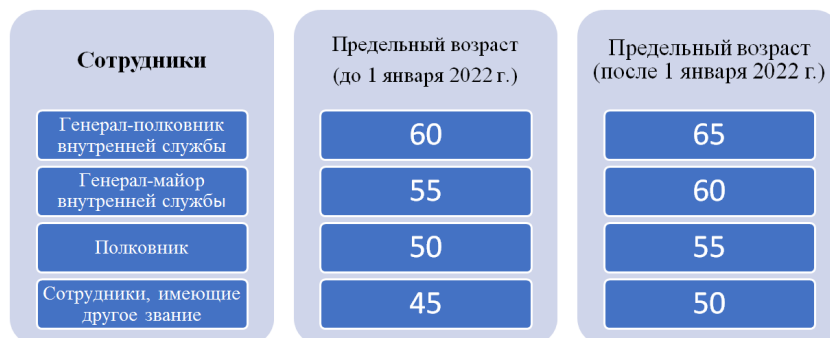 Сотрудники
Генерал-полковник
внутренней службы
Генерал-майор
внутренней службы
Полковник
Сотрудники, имеющие
другое звание
Предельный возраст
(до 1 января 2022 г.)
60
55
50
45
Предельный возраст
(после 1 января 2022 г.)
65
60
55
50